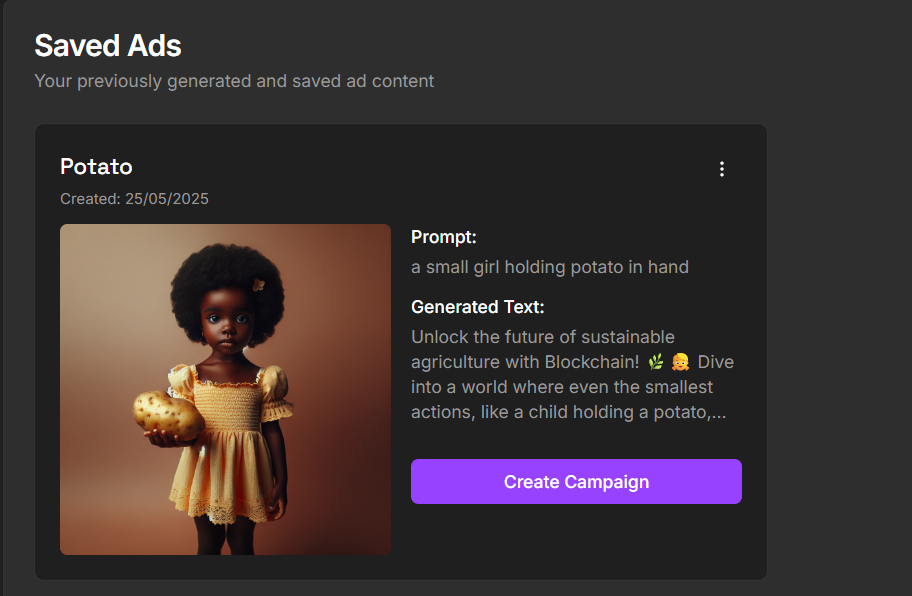 Saved Ads
Your previously generated and saved ad content
Potato
Created: 25/05/2025
Prompt:
a small girl holding potato in hand
Generated Text:
Unlock the future of sustainable
agriculture with Blockchain! 🌿 👧 Dive
into a world where even the smallest
actions, like a child holding a potato,...
Create Campaign